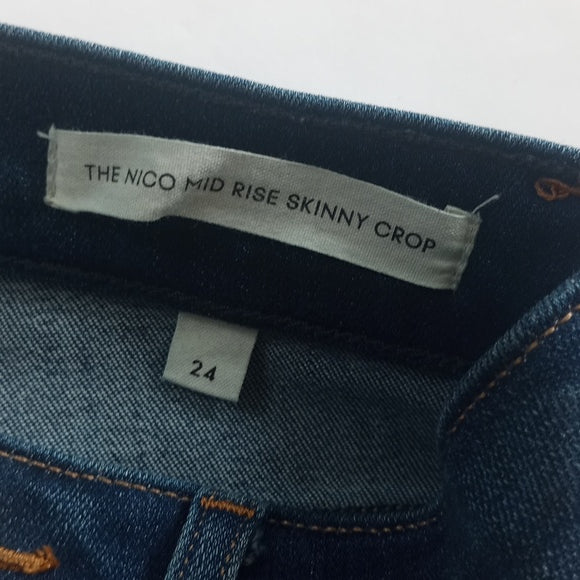 THE NICO MID RISE SKINNY CROP
24